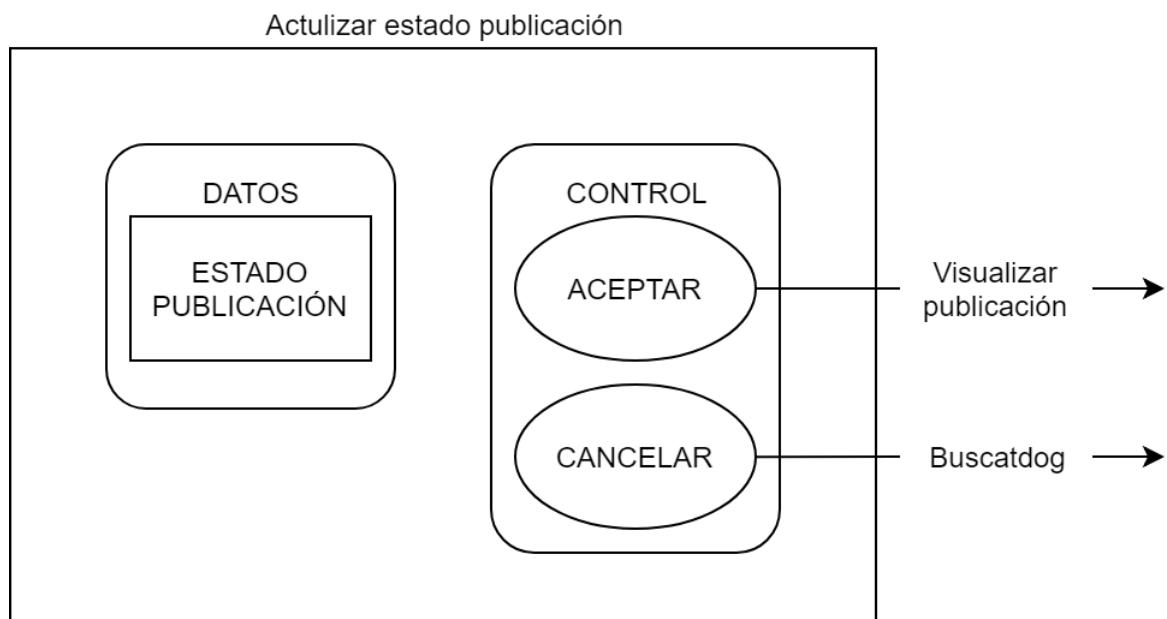 Actulizar estado publicación
DATOS
ESTADO
PUBLICACIÓN
CONTROL
ACEPTAR
CANCELAR
Visualizar
publicación
Buscatdog